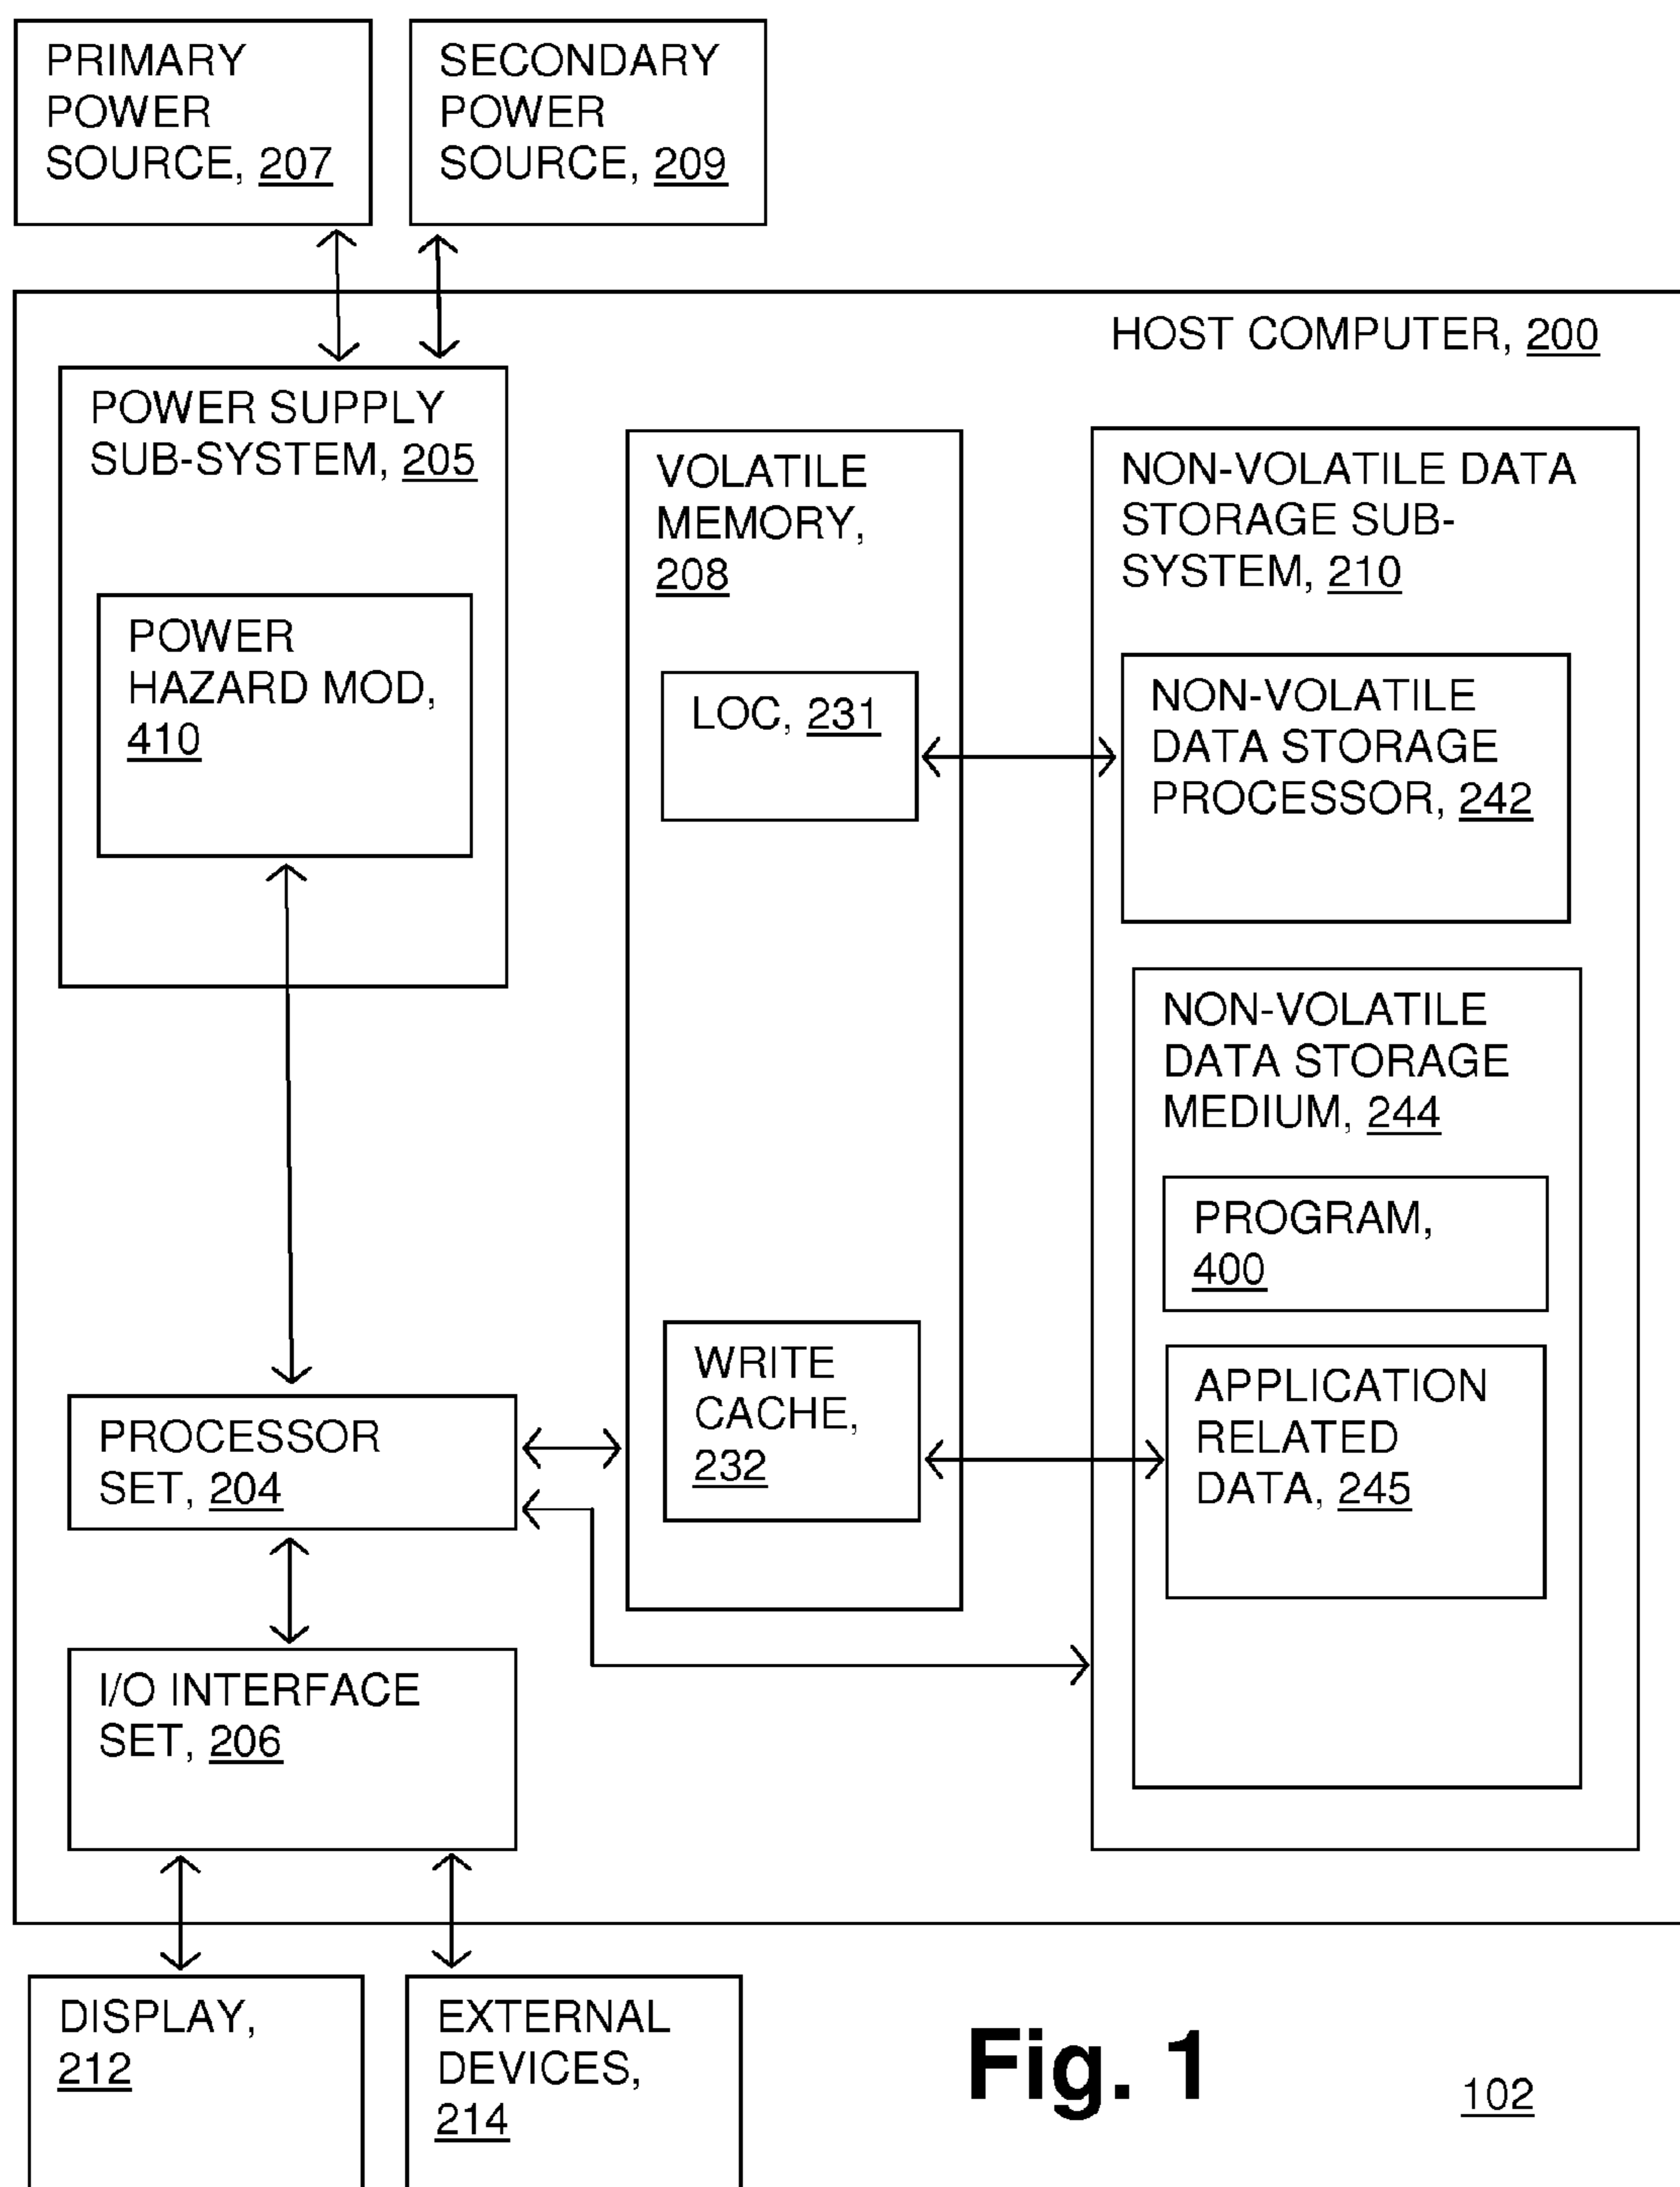 PRIMARY
POWER
SOURCE, 207
SECONDARY
POWER
SOURCE, 209
HOST COMPUTER, 200
POWER SUPPLY
SUB-SYSTEM, 205
POWER
HAZARD MOD,
410
VOLATILE
MEMORY,
208
LOC, 231
NON-VOLATILE DATA
STORAGE SUB-
SYSTEM, 210
NON-VOLATILE
DATA STORAGE
PROCESSOR, 242
NON-VOLATILE
DATA STORAGE
MEDIUM, 244
PROGRAM,
400
WRITE
CACHE,
232
APPLICATION
RELATED
DATA, 245
PROCESSOR
SET, 204
I/O INTERFACE
SET, 206
DISPLAY,
212
EXTERNAL
DEVICES,
214
Fig. 1
102